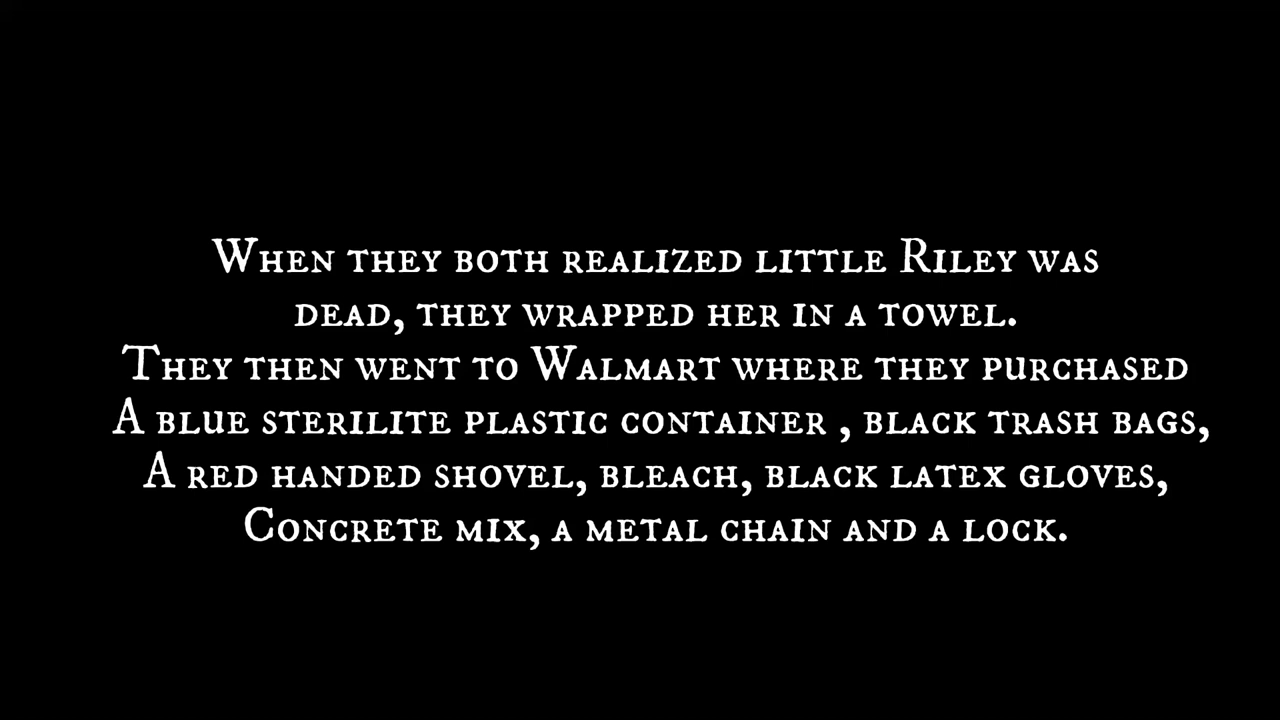 When they both realized little Riley was
dead, they wrapped her in a towel.
They then went to Walmart where they purchased
A blue sterilite plastic container , black trash bags,
A red handed shovel, bleach, black latex gloves,
Concrete mix, a metal chain and a lock.